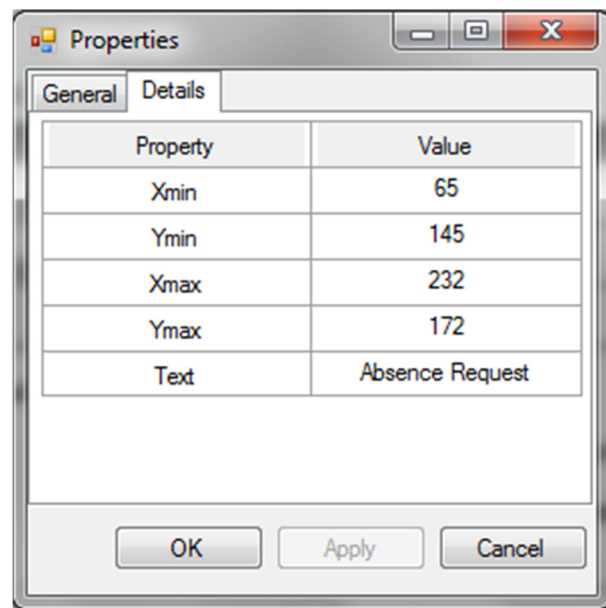 Properties
General Details
Property Value
Xmin 65
Ymin 145
Xmax 232
Ymax 172
Text Absence Request
OK Apply Cancel